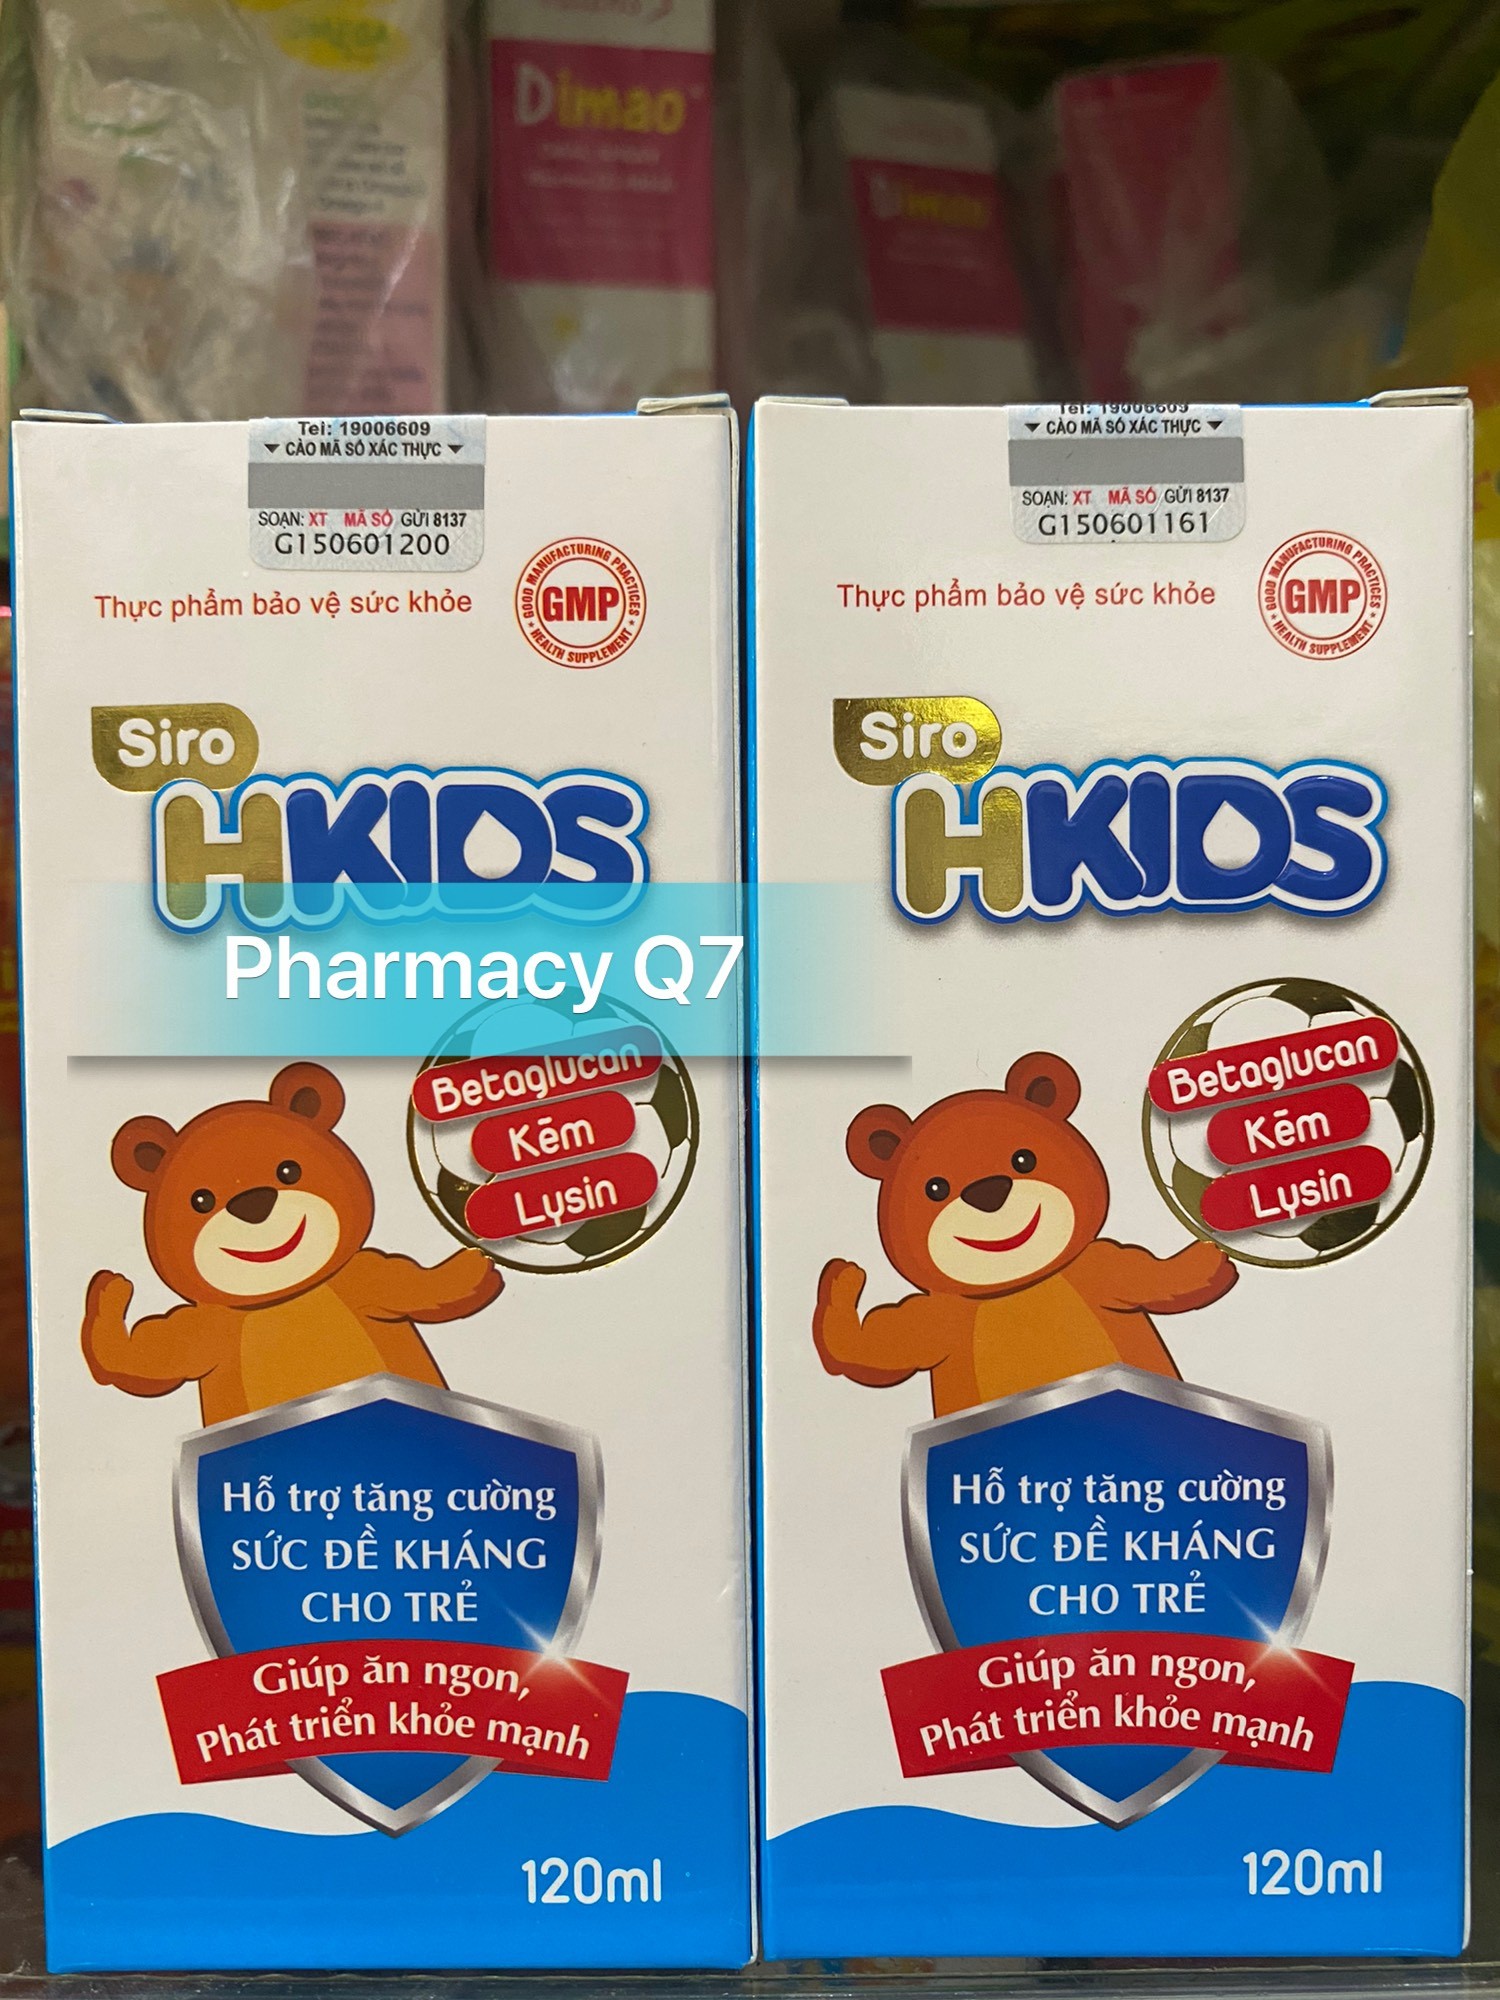 Dimao
Dimao
Tel: 19006609
CÀO MÃ SỐ XÁC THỰC
SOẠN: XT MÃ SỐ GỬI 8137
G150601200
Thực phẩm bảo vệ sức khỏe
GOOD MANUFACTURING PRACTICES
GMP
HEALTH SUPPLEMENT
Siro
HKIDS
Pharmacy Q7
Betaglucan
Kẽm
Lysin
Hỗ trợ tăng cường
SỨC ĐỀ KHÁNG
CHO TRẺ
Giúp ăn ngon,
Phát triển khỏe mạnh
120ml
Tel: 19006609
CÀO MÃ SỐ XÁC THỰC
SOẠN: XT MÃ SỐ GỬI 8137
G150601161
Thực phẩm bảo vệ sức khỏe
GOOD MANUFACTURING PRACTICES
GMP
HEALTH SUPPLEMENT
Siro
HKIDS
Betaglucan
Kẽm
Lysin
Hỗ trợ tăng cường
SỨC ĐỀ KHÁNG
CHO TRẺ
Giúp ăn ngon,
Phát triển khỏe mạnh
120ml